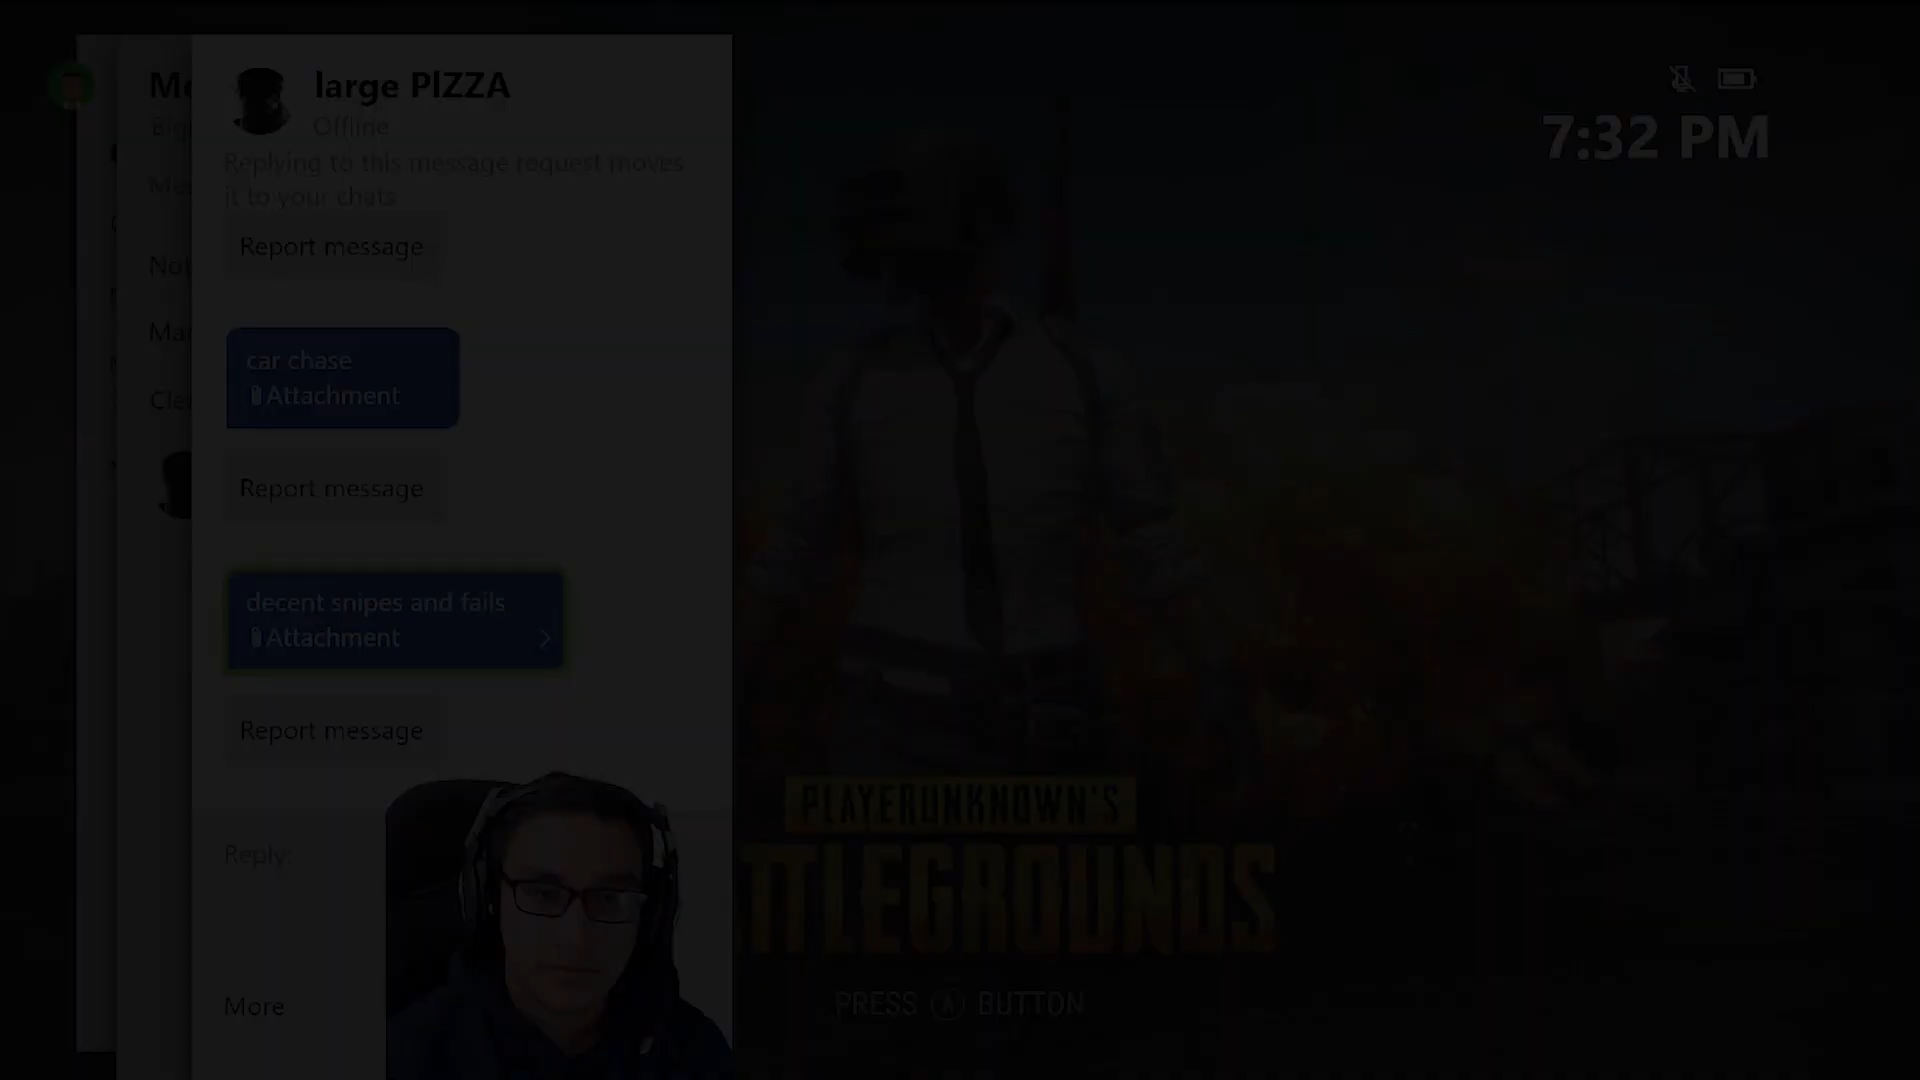 large PlZZA
Offline
Replying to this message request moves
it to your chats
Report message
car chase
Attachment
Report message
decent snipes and fails
Attachment
Report message
Reply:
More
7:32 PM
PLAYERUNKNOWN'S
TTLEGROUNDS
PRESS A BUTTON